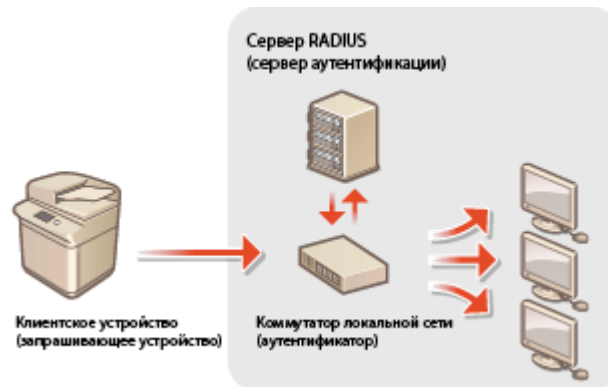 Сервер RADIUS
(сервер аутентификации)
Клиентское устройство
(запрашивающее устройство)
Коммутатор локальной сети
(аутентификатор)